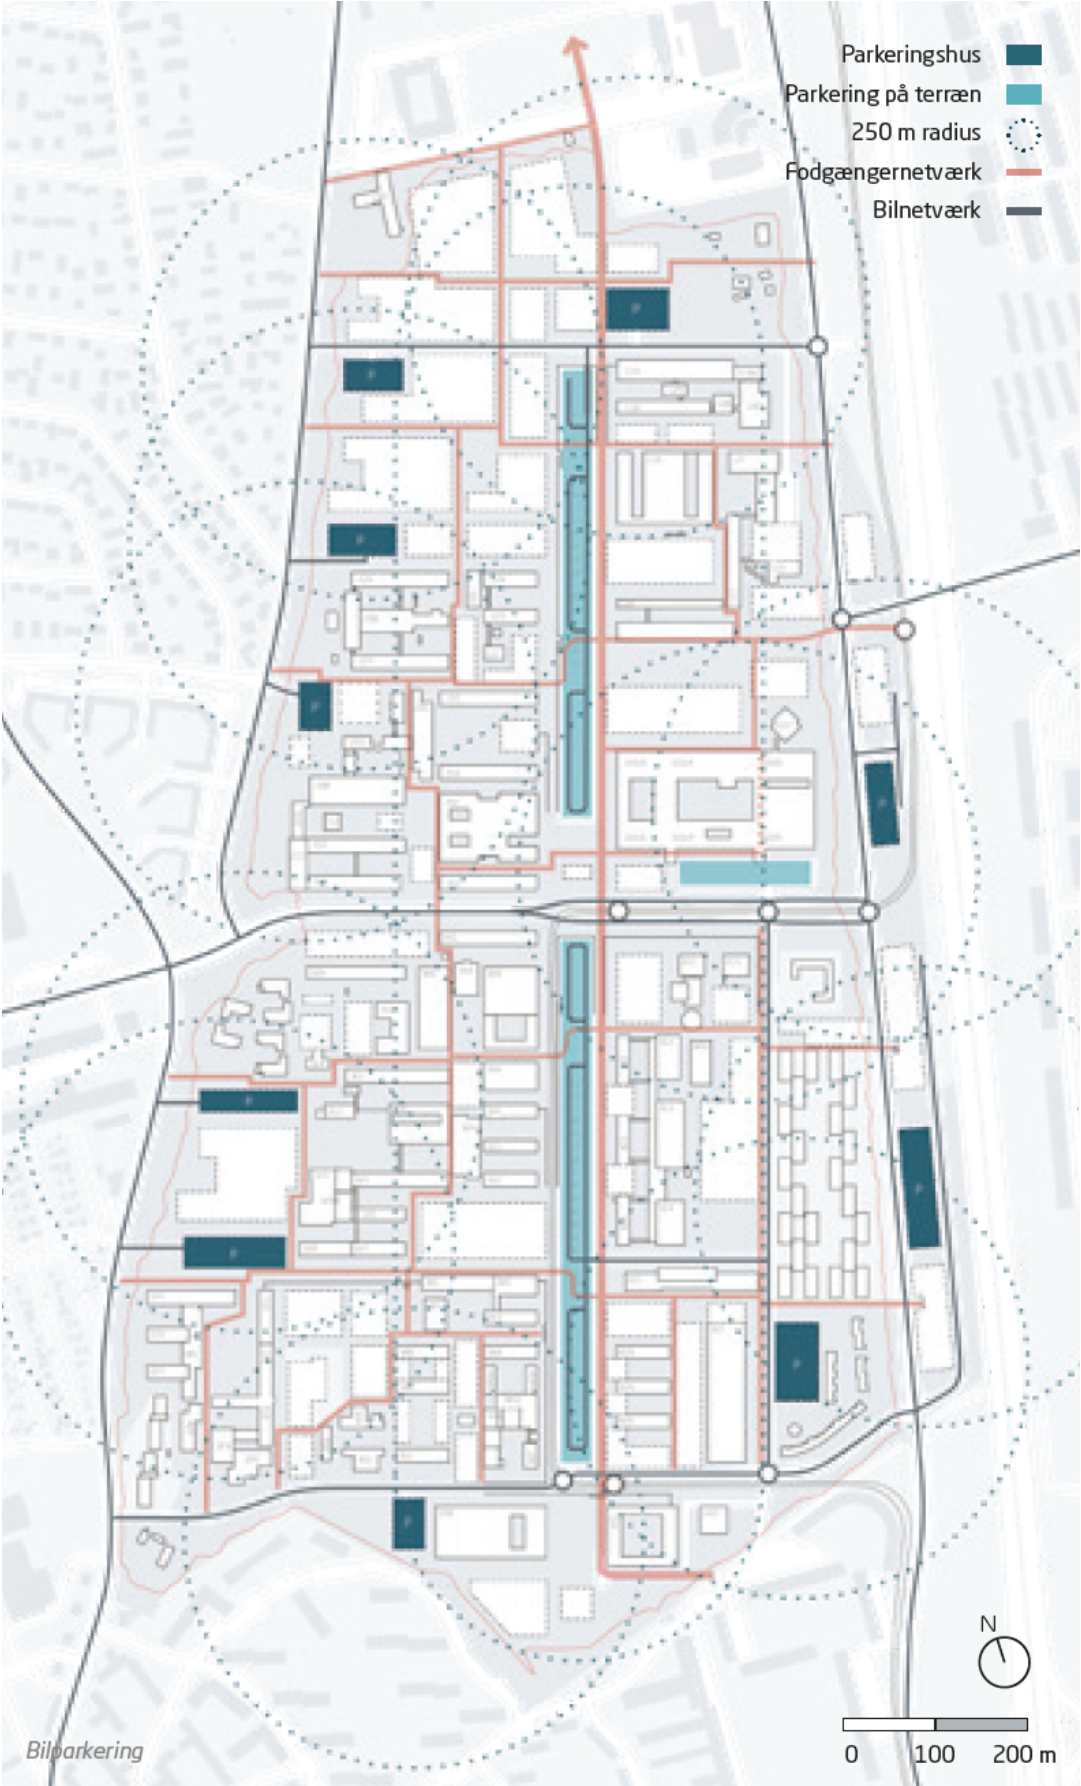 Parkeringshus
Parkering på terræn
250 m radius
Fodgængernetværk
Bilnetværk
P
P
P
P
P
P
P
P
P
P
N
Bilparkering
0 100 200 m